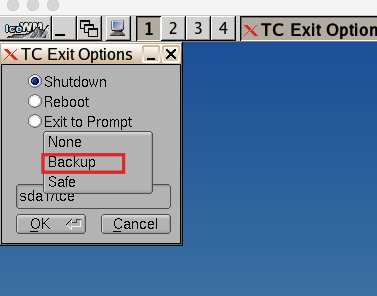 IceWM 1 2 3 4 TC Exit Option
TC Exit Options
Shutdown
Reboot
Exit to Prompt
None
Backup
Safe
sda1/tce
OK Cancel